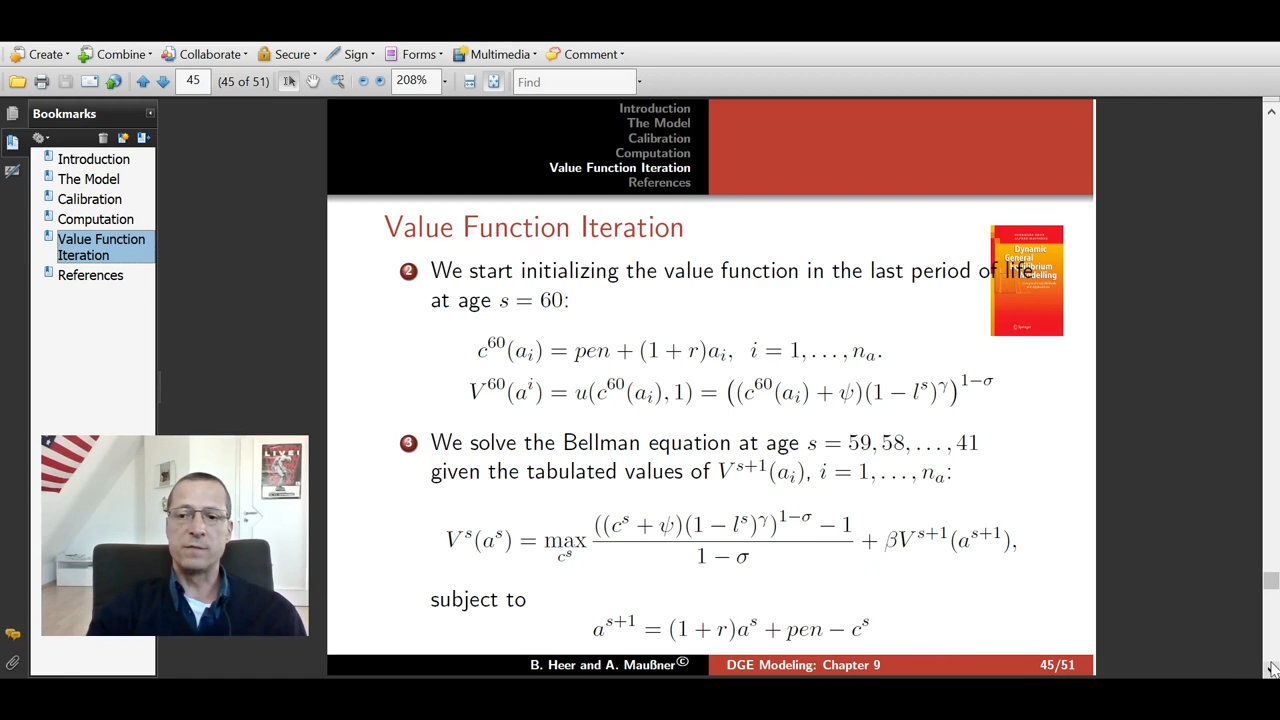 Create Combine Collaborate Secure Sign Forms Multimedia Comment
45 (45 of 51) 208% Find
Bookmarks
Introduction
The Model
Calibration
Computation
Value Function
Iteration
References
Introduction
The Model
Calibration
Computation
Value Function Iteration
References
Value Function Iteration
2 We start initializing the value function in the last period of life
at age s = 60:
c^{60}(a_i) = pen + (1 + r)a_i, i = 1, . . . , n_a.
V^{60}(a^i) = u(c^{60}(a_i), 1) = ((c^{60}(a_i) + ψ)(1 − l^s)^γ)^{1−σ}
3 We solve the Bellman equation at age s = 59, 58, . . . , 41
given the tabulated values of V^{s+1}(a_i), i = 1, . . . , n_a:
V^s(a^s) = max_{c^s} (((c^s + ψ)(1 − l^s)^γ)^{1−σ} − 1) / (1 − σ) + βV^{s+1}(a^{s+1}),
subject to
a^{s+1} = (1 + r)a^s + pen − c^s
B. Heer and A. Maußner© DGE Modeling: Chapter 9 45/51
Dynamic
General
Equilibrium
Modelling
Springer
LIVE!